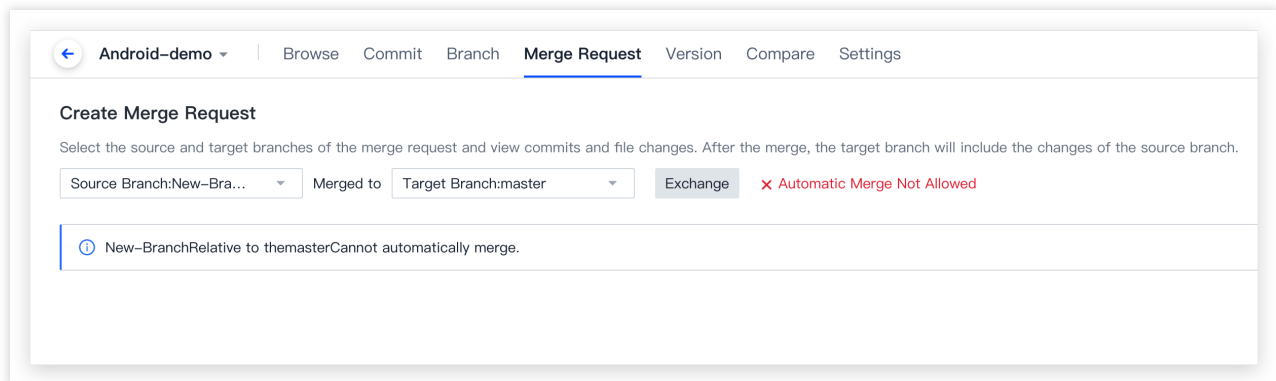 Android-demo Browse Commit Branch Merge Request Version Compare Settings
Create Merge Request
Select the source and target branches of the merge request and view commits and file changes. After the merge, the target branch will include the changes of the source branch.
Source Branch:New-Bra... Merged to Target Branch:master Exchange Automatic Merge Not Allowed
New-BranchRelative to themasterCannot automatically merge.